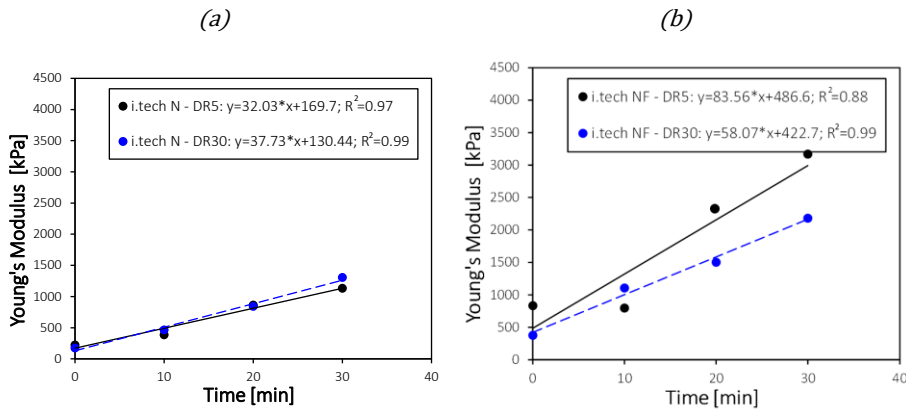 (a)
(b)
4500
4000
3500
3000
2500
2000
1500
1000
500
0
Young's Modulus [kPa]
i.tech N - DR5: y=32.03*x+169.7; R²=0.97
i.tech N - DR30: y=37.73*x+130.44; R²=0.99
0 10 20 30 40
Time [min]
4500
4000
3500
3000
2500
2000
1500
1000
500
0
Young's Modulus [kPa]
i.tech NF - DR5: y=83.56*x+486.6; R²=0.88
i.tech NF - DR30: y=58.07*x+422.7; R²=0.99
0 10 20 30 40
Time [min]